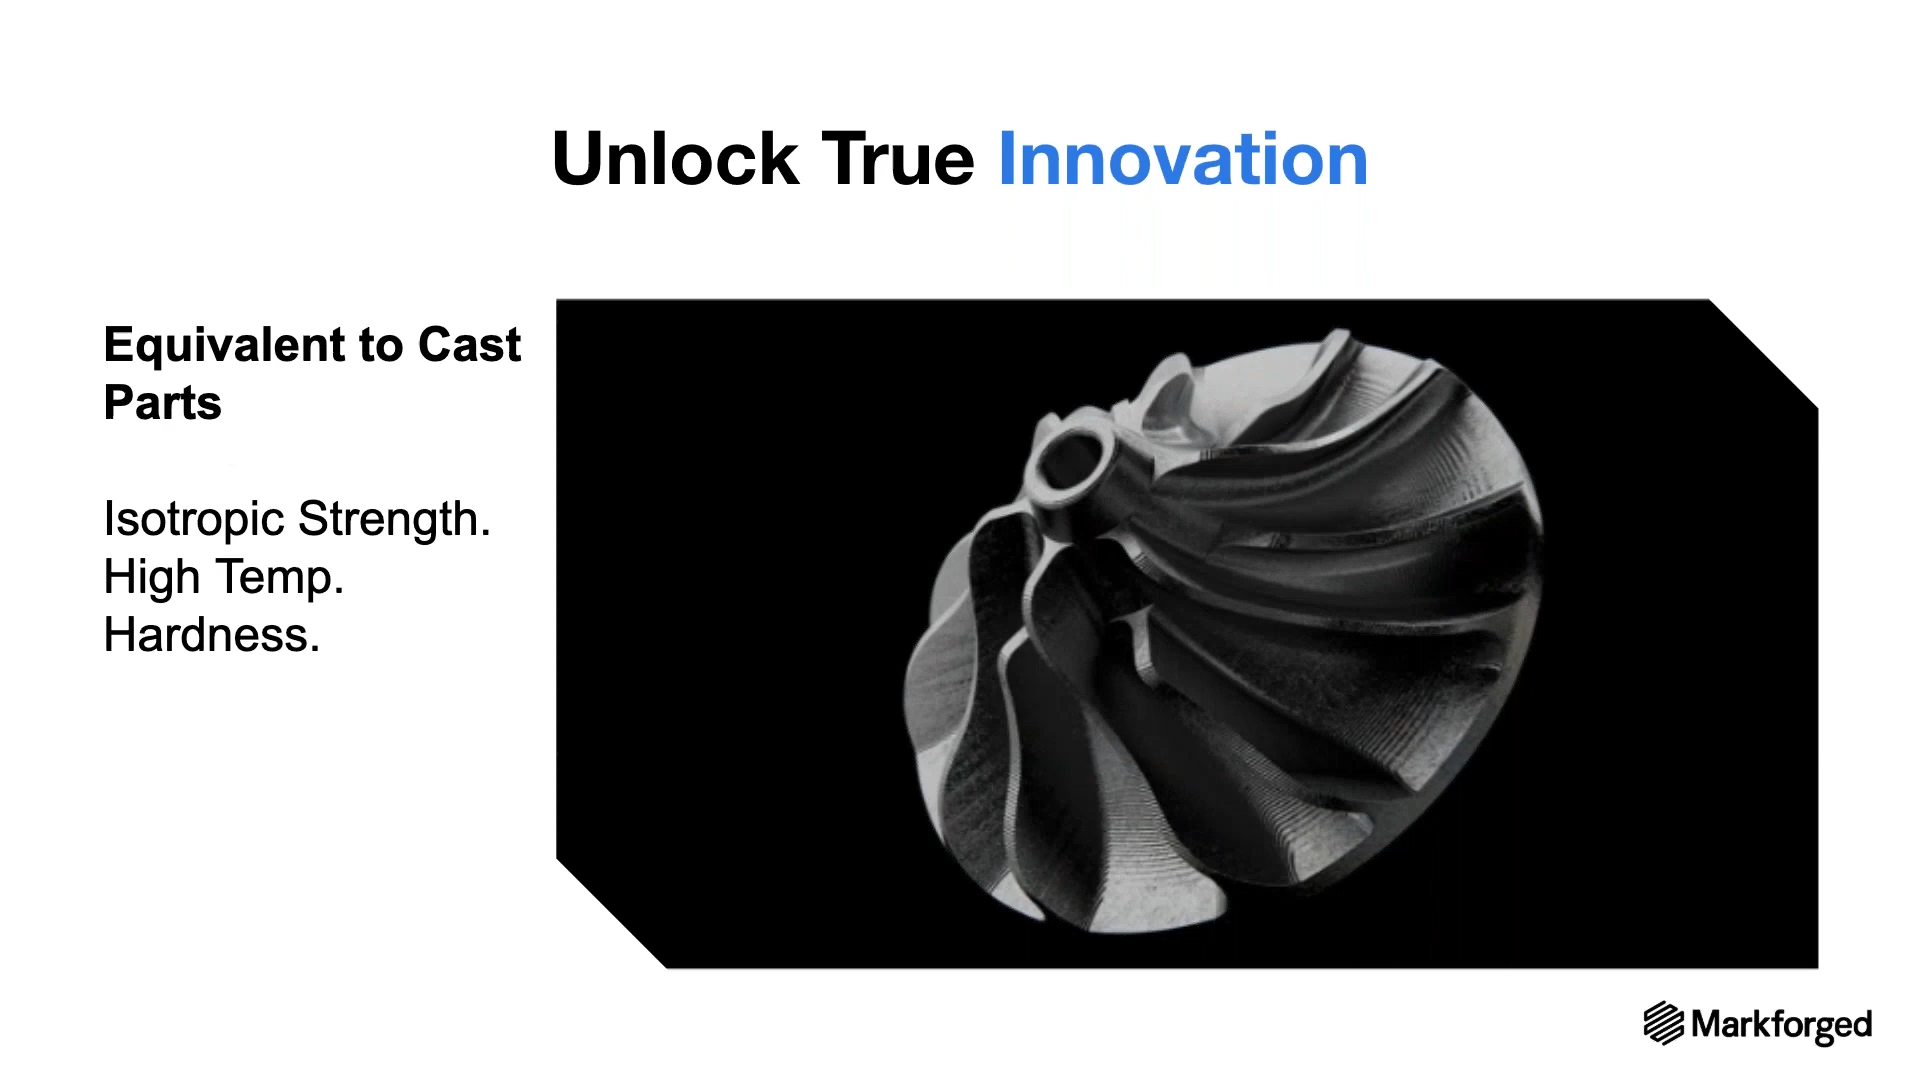 Unlock True Innovation
Equivalent to Cast
Parts
Isotropic Strength.
High Temp.
Hardness.
Markforged